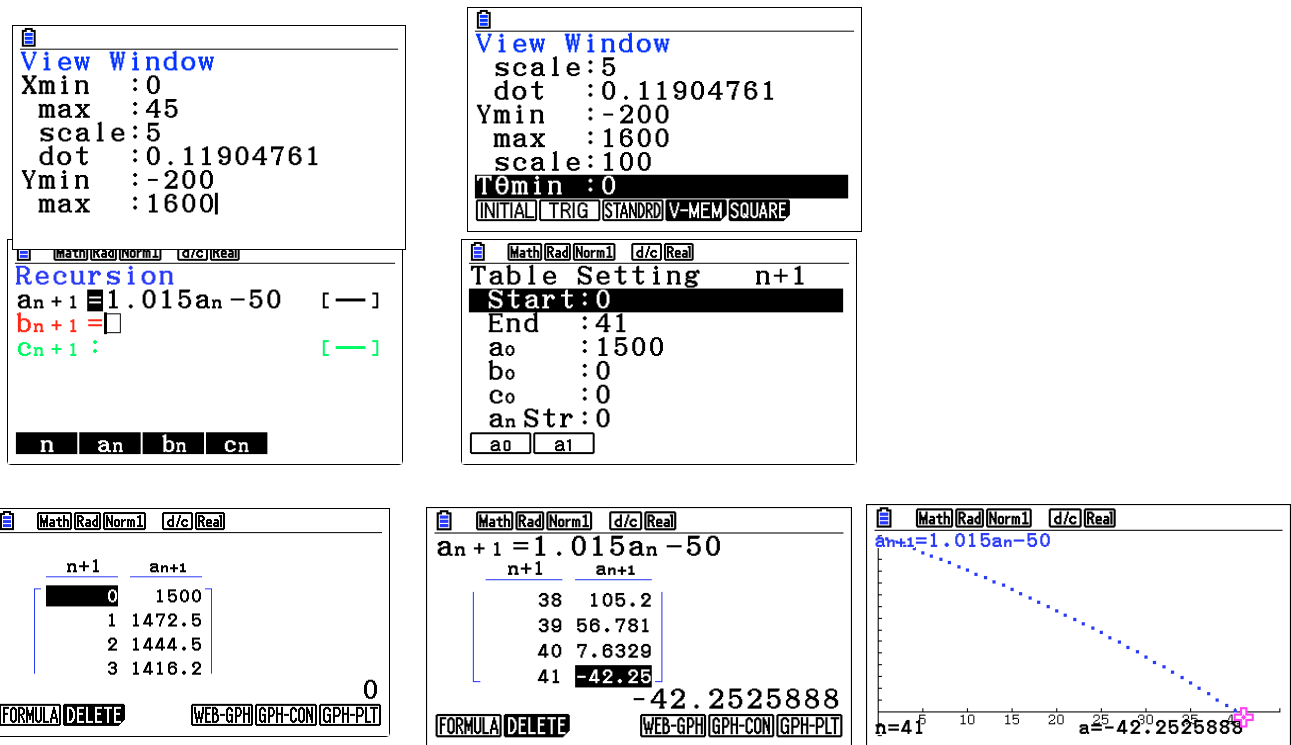 View Window
Xmin :0
max :45
scale:5
dot :0.11904761
Ymin :-200
max :1600
View Window
scale:5
dot :0.11904761
Ymin :-200
max :1600
scale:100
Tθmin :0
INITIAL TRIG STANDRD V-MEM SQUARE
Math Rad Norm1 d/c Real
Recursion
an+1=1.015an-50 [—]
bn+1=
cn+1: [—]
n an bn cn
Math Rad Norm1 d/c Real
Table Setting n+1
Start:0
End :41
a0 :1500
b0 :0
c0 :0
an Str:0
a0 a1
Math Rad Norm1 d/c Real
n+1 an+1
0 1500
1 1472.5
2 1444.5
3 1416.2
0
FORMULA DELETE WEB-GPH GPH-CON GPH-PLT
Math Rad Norm1 d/c Real
an+1=1.015an-50
n+1 an+1
38 105.2
39 56.781
40 7.6329
41 -42.25
-42.2525888
FORMULA DELETE WEB-GPH GPH-CON GPH-PLT
Math Rad Norm1 d/c Real
an+1=1.015an-50
5 10 15 20 25 30 35
n=41 a=-42.2525888